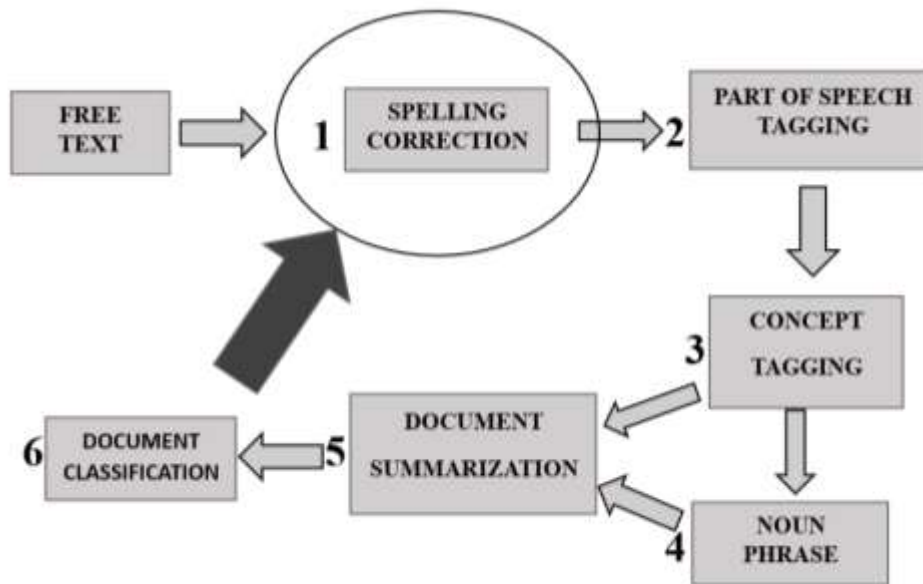 FREE
TEXT
1
SPELLING
CORRECTION
2
PART OF SPEECH
TAGGING
3
CONCEPT
TAGGING
4
NOUN
PHRASE
5
DOCUMENT
SUMMARIZATION
6
DOCUMENT
CLASSIFICATION